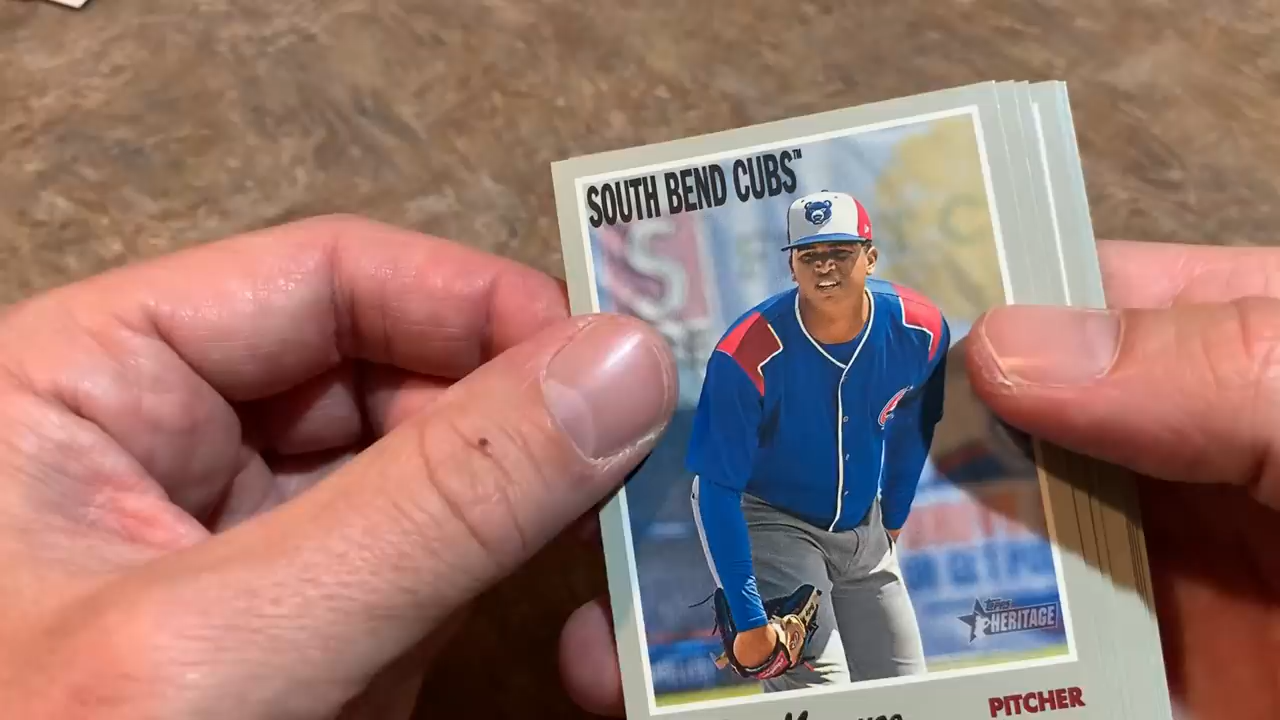 SOUTH BEND CUBS™
S
Topps
HERITAGE
PITCHER